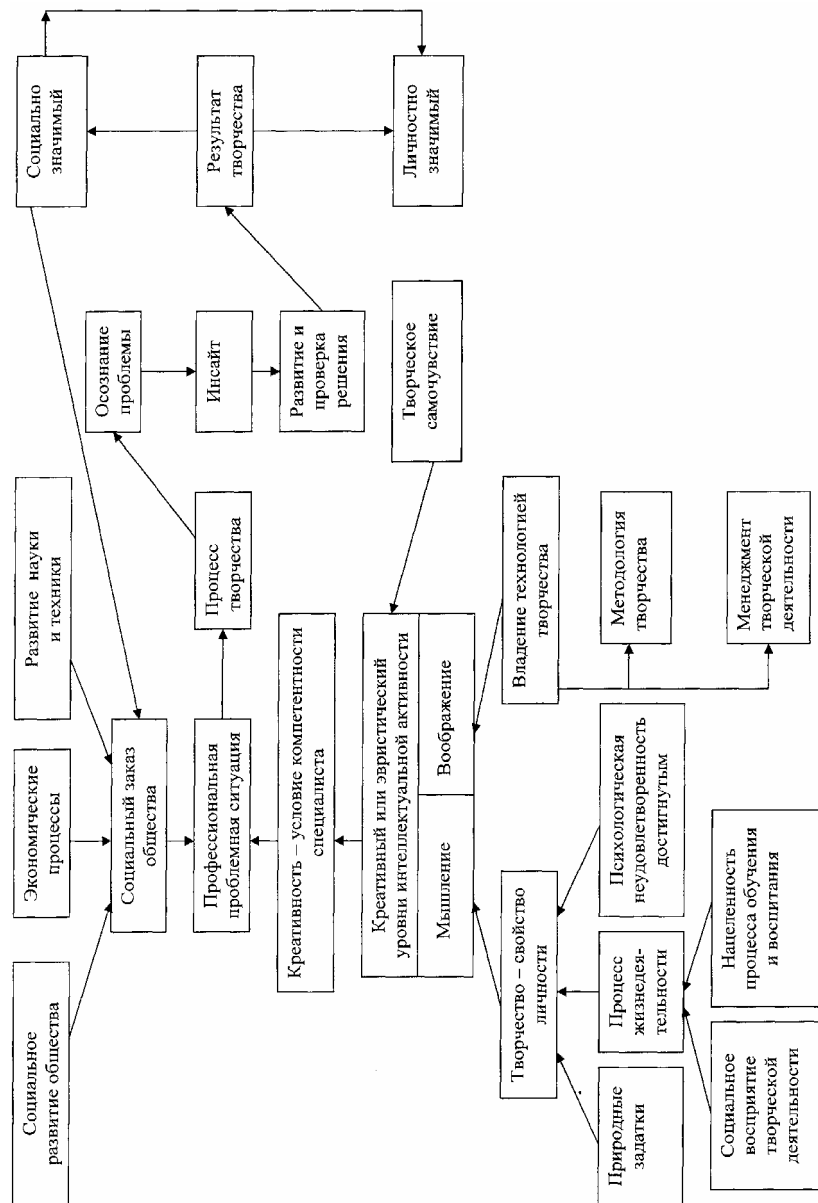 Социальное
развитие общества
Экономические
процессы
Развитие науки
и техники
Социально
значимый
Социальный заказ
общества
Осознание
проблемы
Профессиональная
проблемная ситуация
Процесс
творчества
Инсайт
Результат
творчества
Креативность – условие компетентности
специалиста
Развитие и
проверка
решения
Креативный или эвристический
уровни интеллектуальной активности
Мышление
Воображение
Творческое
самочувствие
Личностно
значимый
Творчество – свойство
личности
Владение технологией
творчества
Природные
задатки
Процесс
жизнедея-
тельности
Психологическая
неудовлетворенность
достигнутым
Методология
творчества
Социальное
восприятие
творческой
деятельности
Нацеленность
процесса обучения
и воспитания
Менеджмент
творческой
деятельности